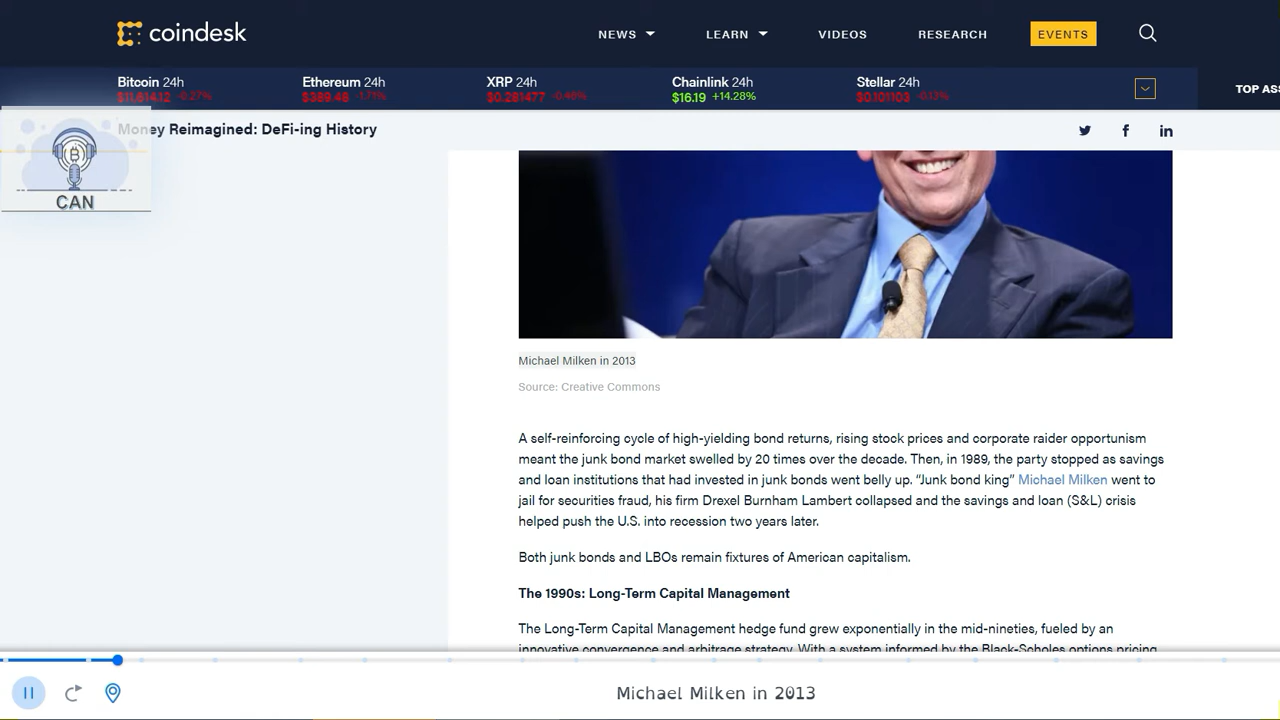 coindesk
NEWS
LEARN
VIDEOS
RESEARCH
EVENTS
Bitcoin 24h
$11,614.12 -0.27%
Ethereum 24h
$389.48 -1.71%
XRP 24h
$0.281477 -0.46%
Chainlink 24h
$16.19 +14.28%
Stellar 24h
$0.101103 -0.13%
TOP ASS
Money Reimagined: DeFi-ing History
CAN
Michael Milken in 2013
Source: Creative Commons
A self-reinforcing cycle of high-yielding bond returns, rising stock prices and corporate raider opportunism
meant the junk bond market swelled by 20 times over the decade. Then, in 1989, the party stopped as savings
and loan institutions that had invested in junk bonds went belly up. “Junk bond king” Michael Milken went to
jail for securities fraud, his firm Drexel Burnham Lambert collapsed and the savings and loan (S&L) crisis
helped push the U.S. into recession two years later.
Both junk bonds and LBOs remain fixtures of American capitalism.
The 1990s: Long-Term Capital Management
The Long-Term Capital Management hedge fund grew exponentially in the mid-nineties, fueled by an
innovative convergence and arbitrage strategy. With a system informed by the Black-Scholes options pricing
Michael Milken in 2013